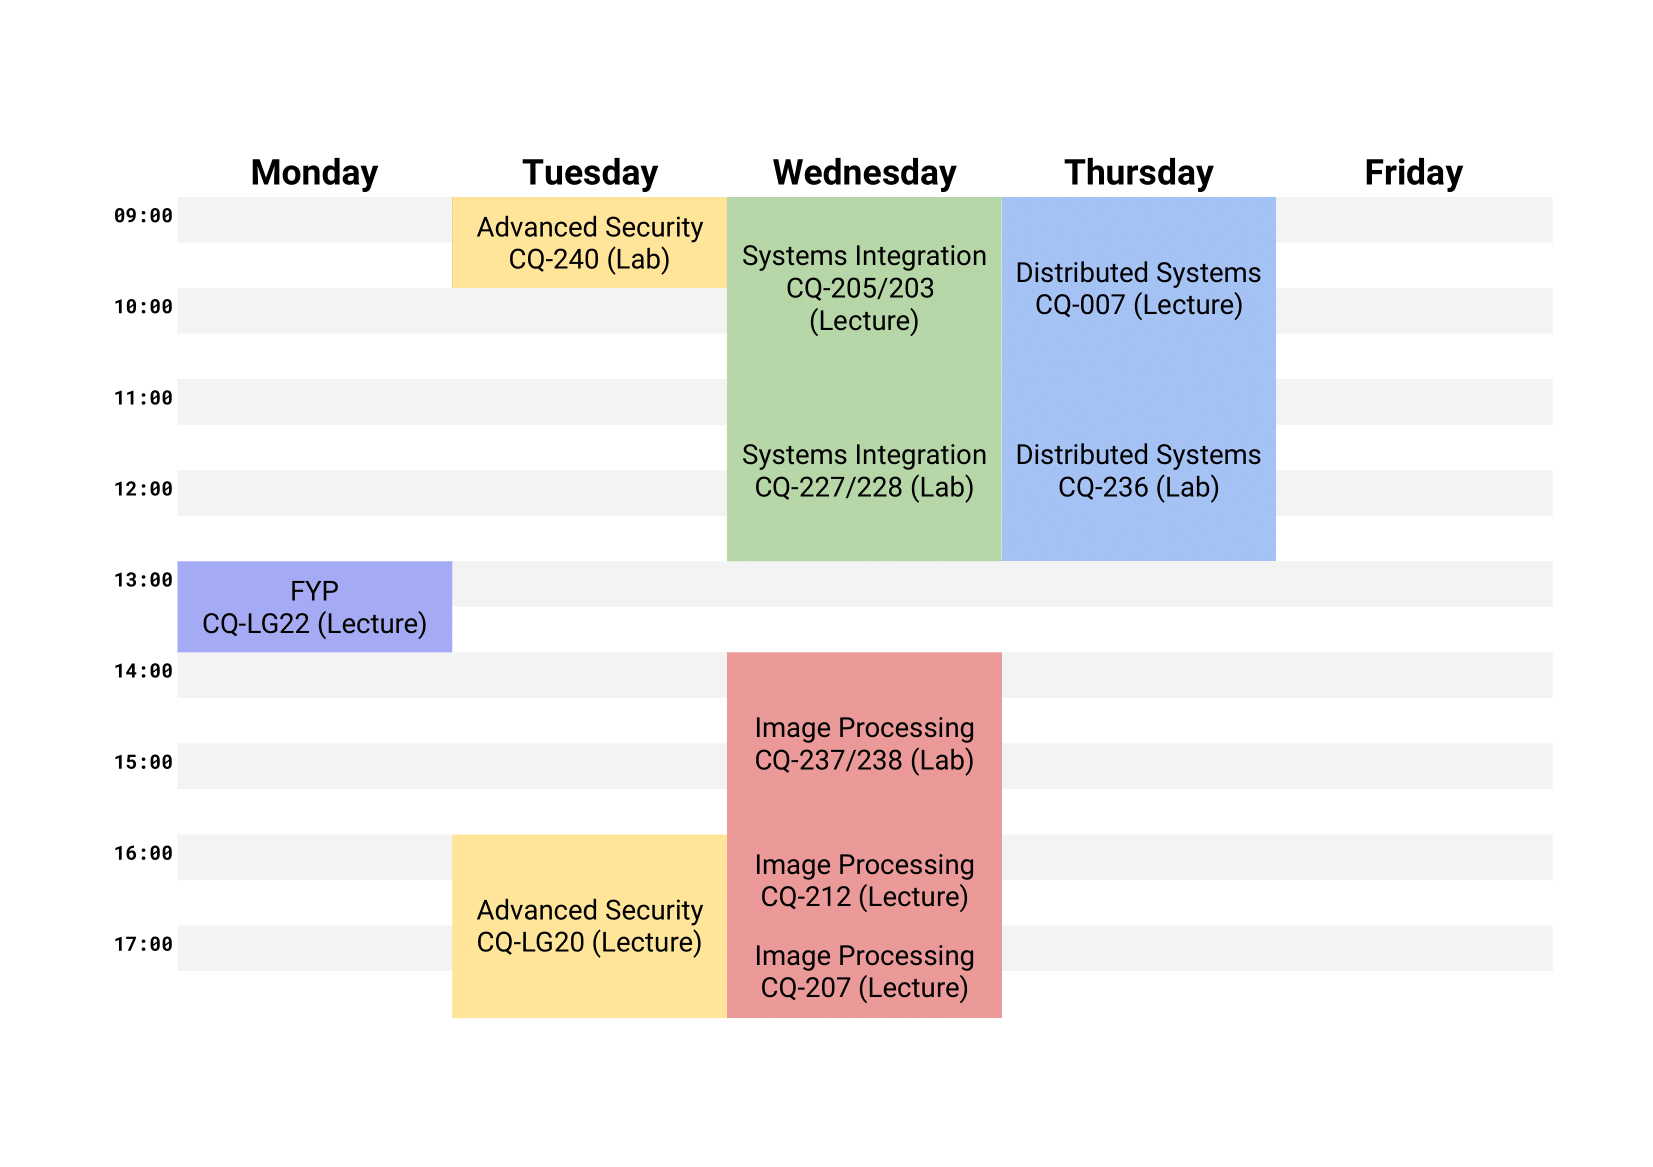 Monday Tuesday Wednesday Thursday Friday
09:00
Advanced Security
CQ-240 (Lab)
Systems Integration
CQ-205/203
(Lecture)
Distributed Systems
CQ-007 (Lecture)
10:00
11:00
Systems Integration
CQ-227/228 (Lab)
Distributed Systems
CQ-236 (Lab)
12:00
13:00
FYP
CQ-LG22 (Lecture)
14:00
Image Processing
CQ-237/238 (Lab)
15:00
16:00
Advanced Security
CQ-LG20 (Lecture)
Image Processing
CQ-212 (Lecture)
17:00
Image Processing
CQ-207 (Lecture)